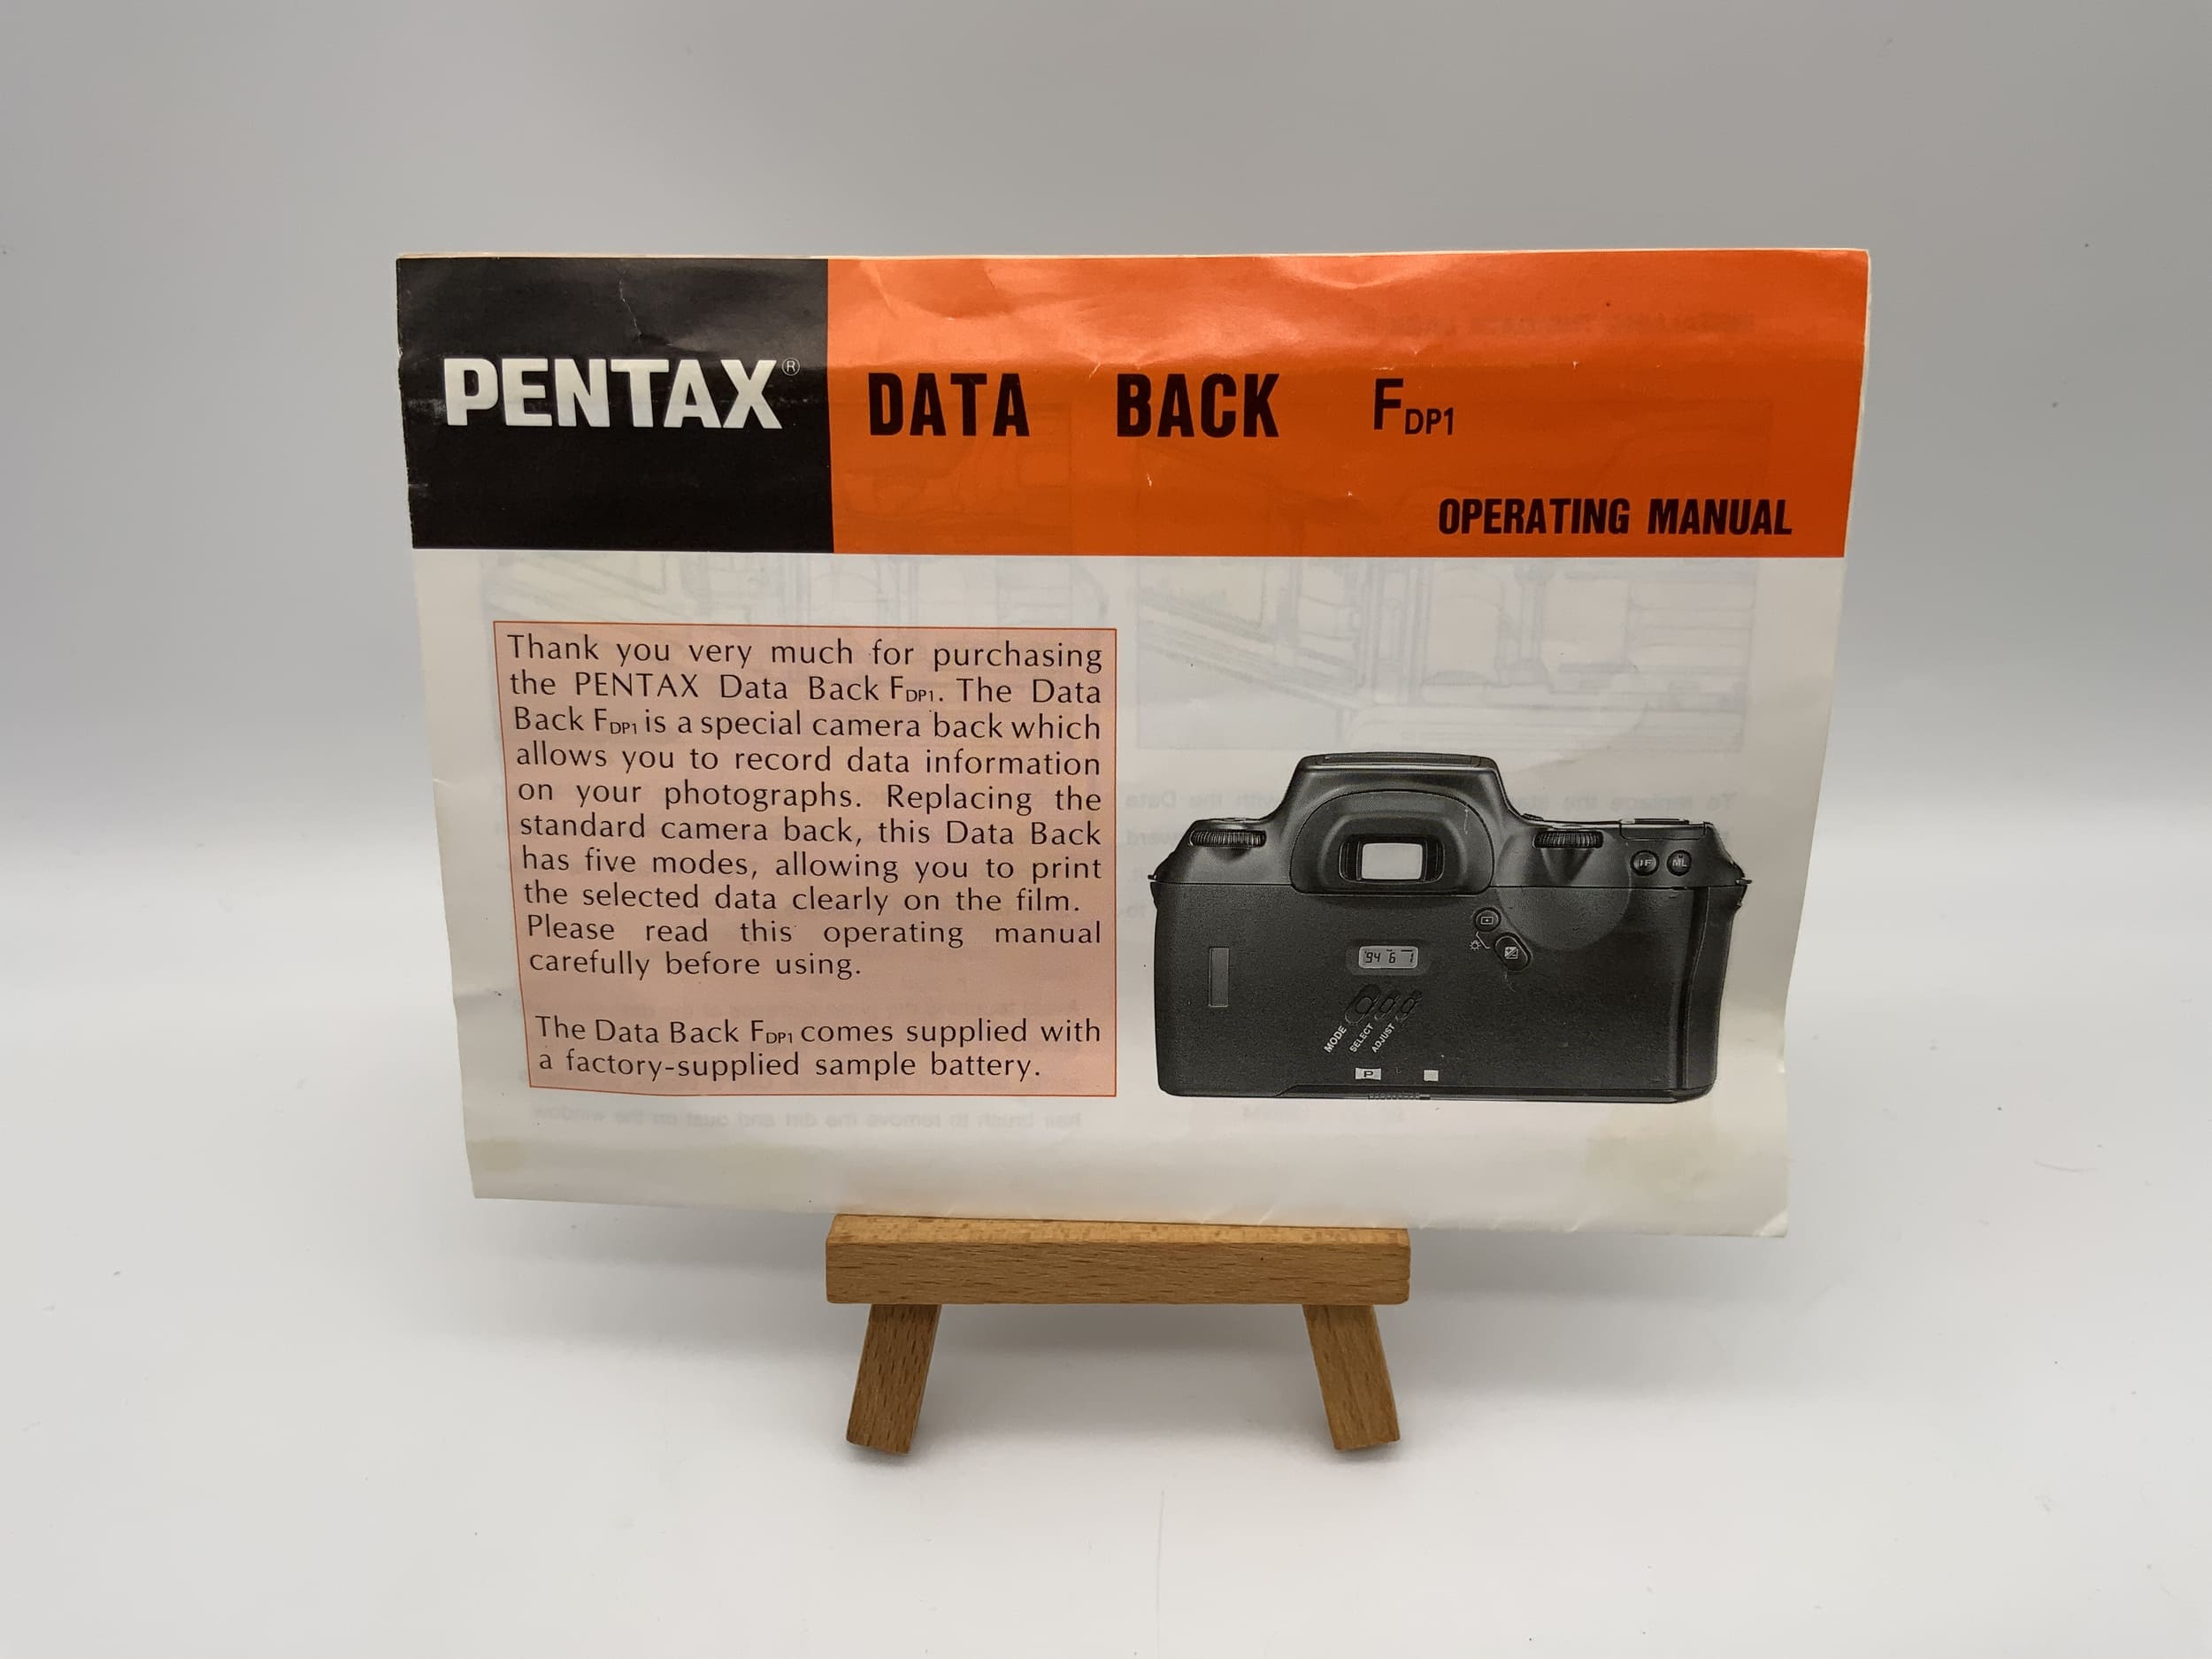 PENTAX®
DATA BACK FDP1
OPERATING MANUAL
Thank you very much for purchasing
the PENTAX Data Back FDP1. The Data
Back FDP1 is a special camera back which
allows you to record data information
on your photographs. Replacing the
standard camera back, this Data Back
has five modes, allowing you to print
the selected data clearly on the film.
Please read this operating manual
carefully before using.
The Data Back FDP1 comes supplied with
a factory-supplied sample battery.
IF ML
'94 6 1
MODE
SELECT
ADJUST
P